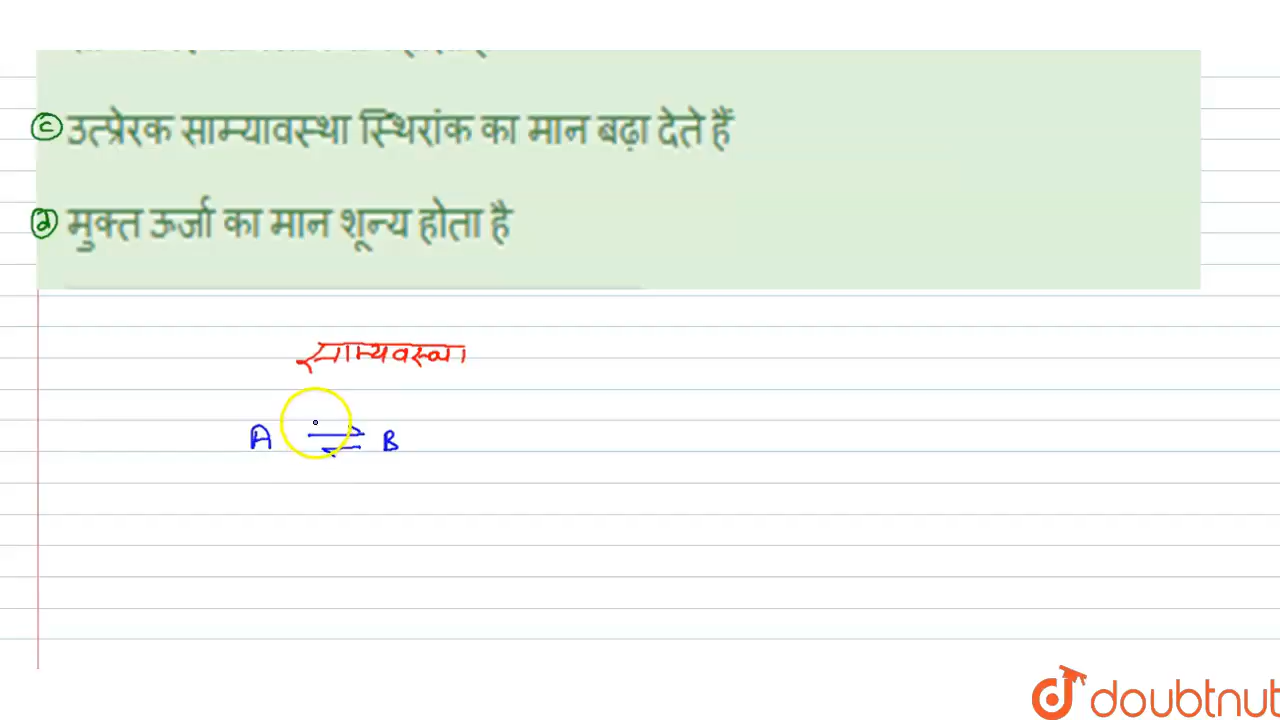 c उत्प्रेरक साम्यावस्था स्थिरांक का मान बढ़ा देते हैं
d मुक्त ऊर्जा का मान शून्य होता है
साम्यवस्था
A ⇌ B
doubtnut